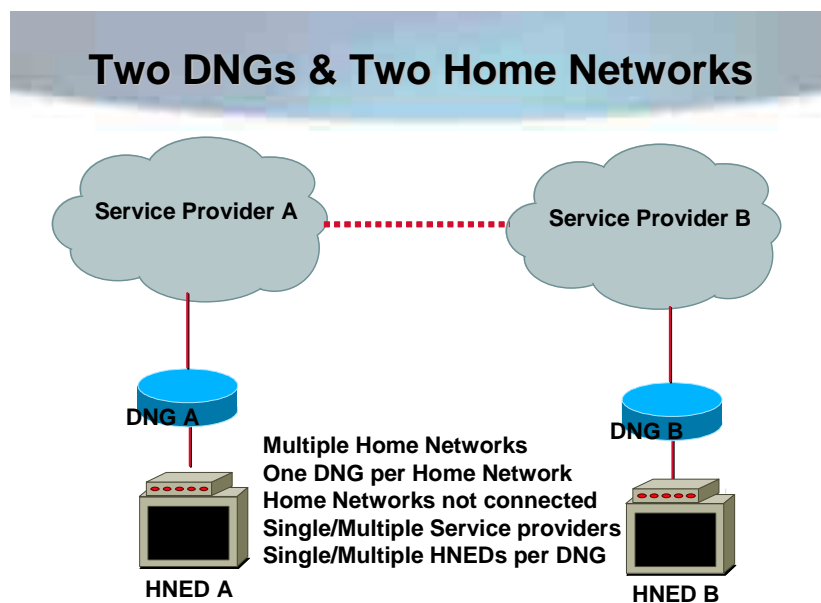 Two DNGs & Two Home Networks
Service Provider A
Service Provider B
DNG A
DNG B
Multiple Home Networks
One DNG per Home Network
Home Networks not connected
Single/Multiple Service providers
Single/Multiple HNEDs per DNG
HNED A
HNED B